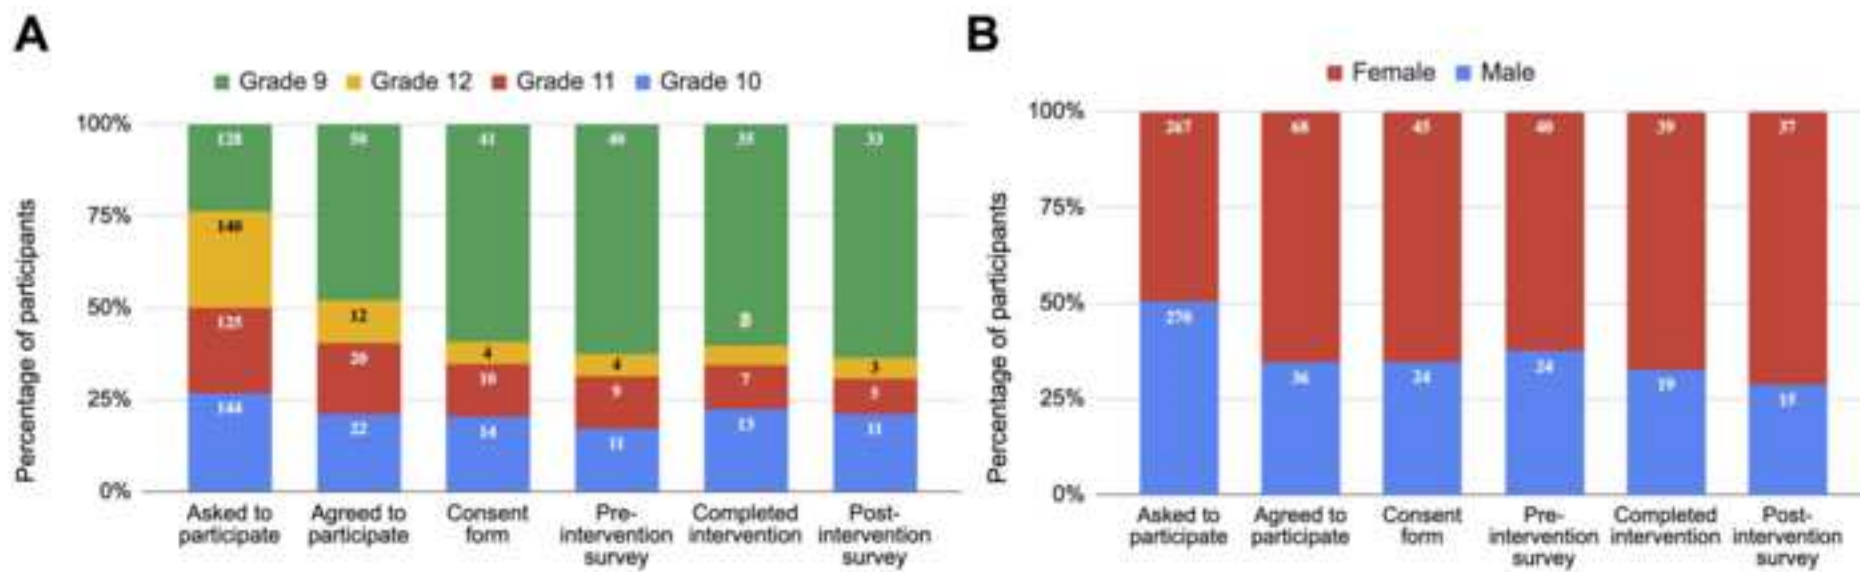 A
Grade 9 Grade 12 Grade 11 Grade 10
Percentage of participants
100%
75%
50%
25%
0%
128 50 41 40 35 33
140 12 4 4 3
125 20 10 9 7 5
144 22 14 11 13 11
Asked to participate
Agreed to participate
Consent form
Pre-
intervention
survey
Completed intervention
Post-
intervention
survey
B
Female Male
Percentage of participants
100%
75%
50%
25%
0%
267 68 45 40 39 37
270 36 24 24 19 15
Asked to participate
Agreed to participate
Consent form
Pre-
intervention
survey
Completed intervention
Post-
intervention
survey